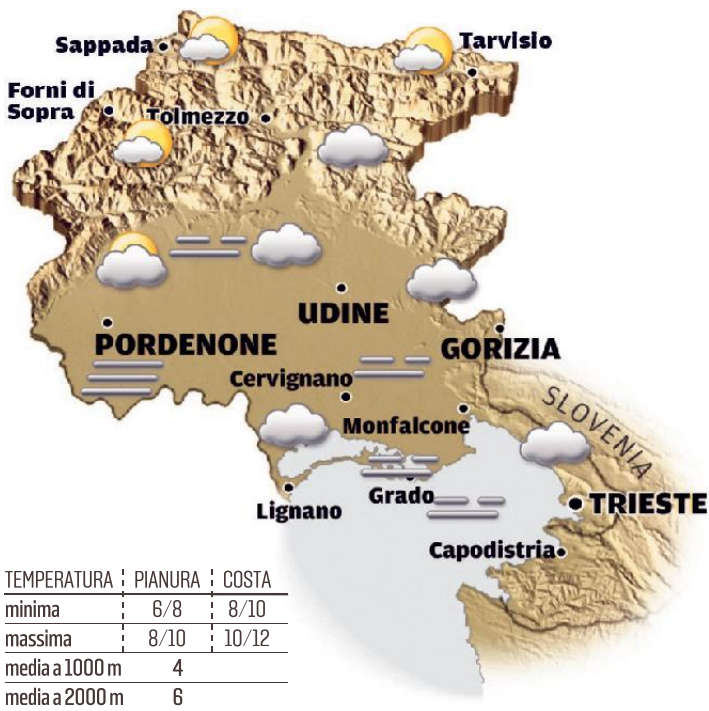 Sappada
Tarvisio
Forni di
Sopra
Tolmezzo
UDINE
PORDENONE
GORIZIA
Cervignano
SLOVENIA
Monfalcone
Grado
Lignano
TRIESTE
Capodistria
TEMPERATURA PIANURA COSTA
minima 6/8 8/10
massima 8/10 10/12
media a 1000 m 4
media a 2000 m 6